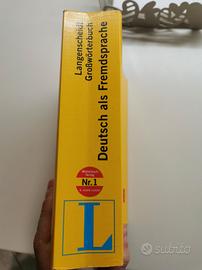 Langenscheidt
Großwörterbuch
Deutsch als Fremdsprache
Nr. 1
L
subito